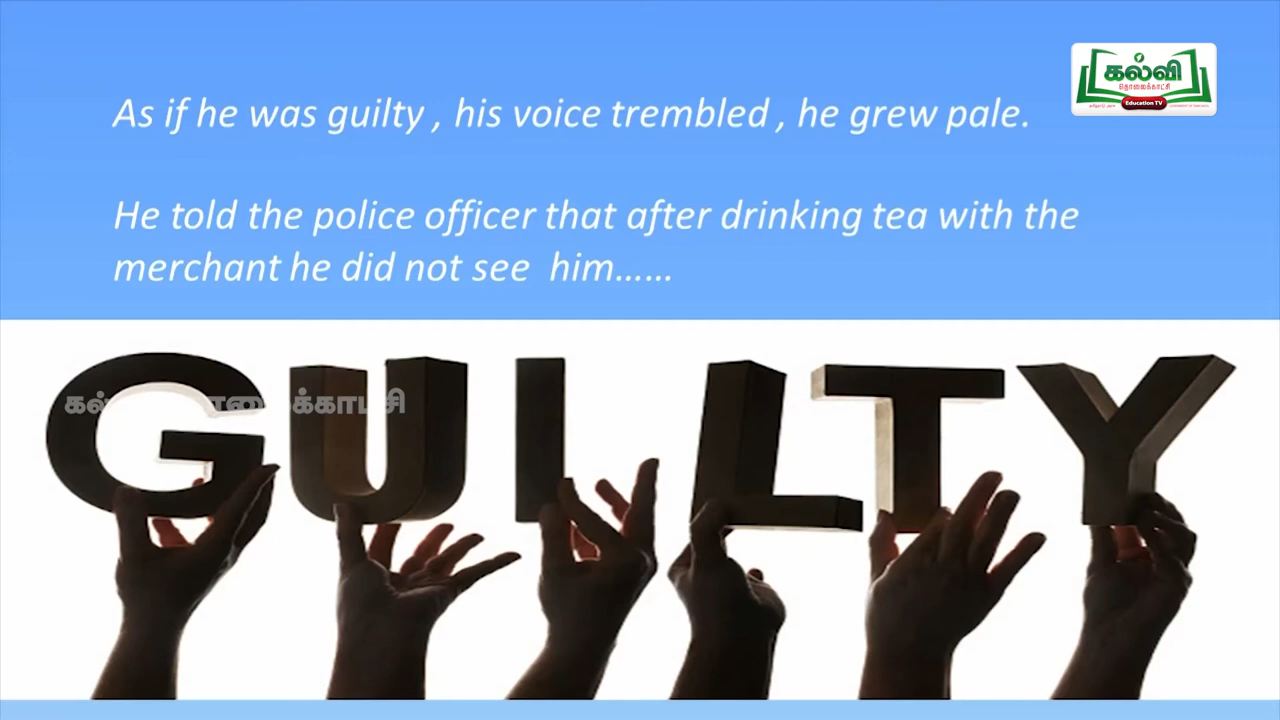 கல்வி
தொலைக்காட்சி
Education TV
As if he was guilty , his voice trembled , he grew pale.
He told the police officer that after drinking tea with the
merchant he did not see  him......
GUILTY